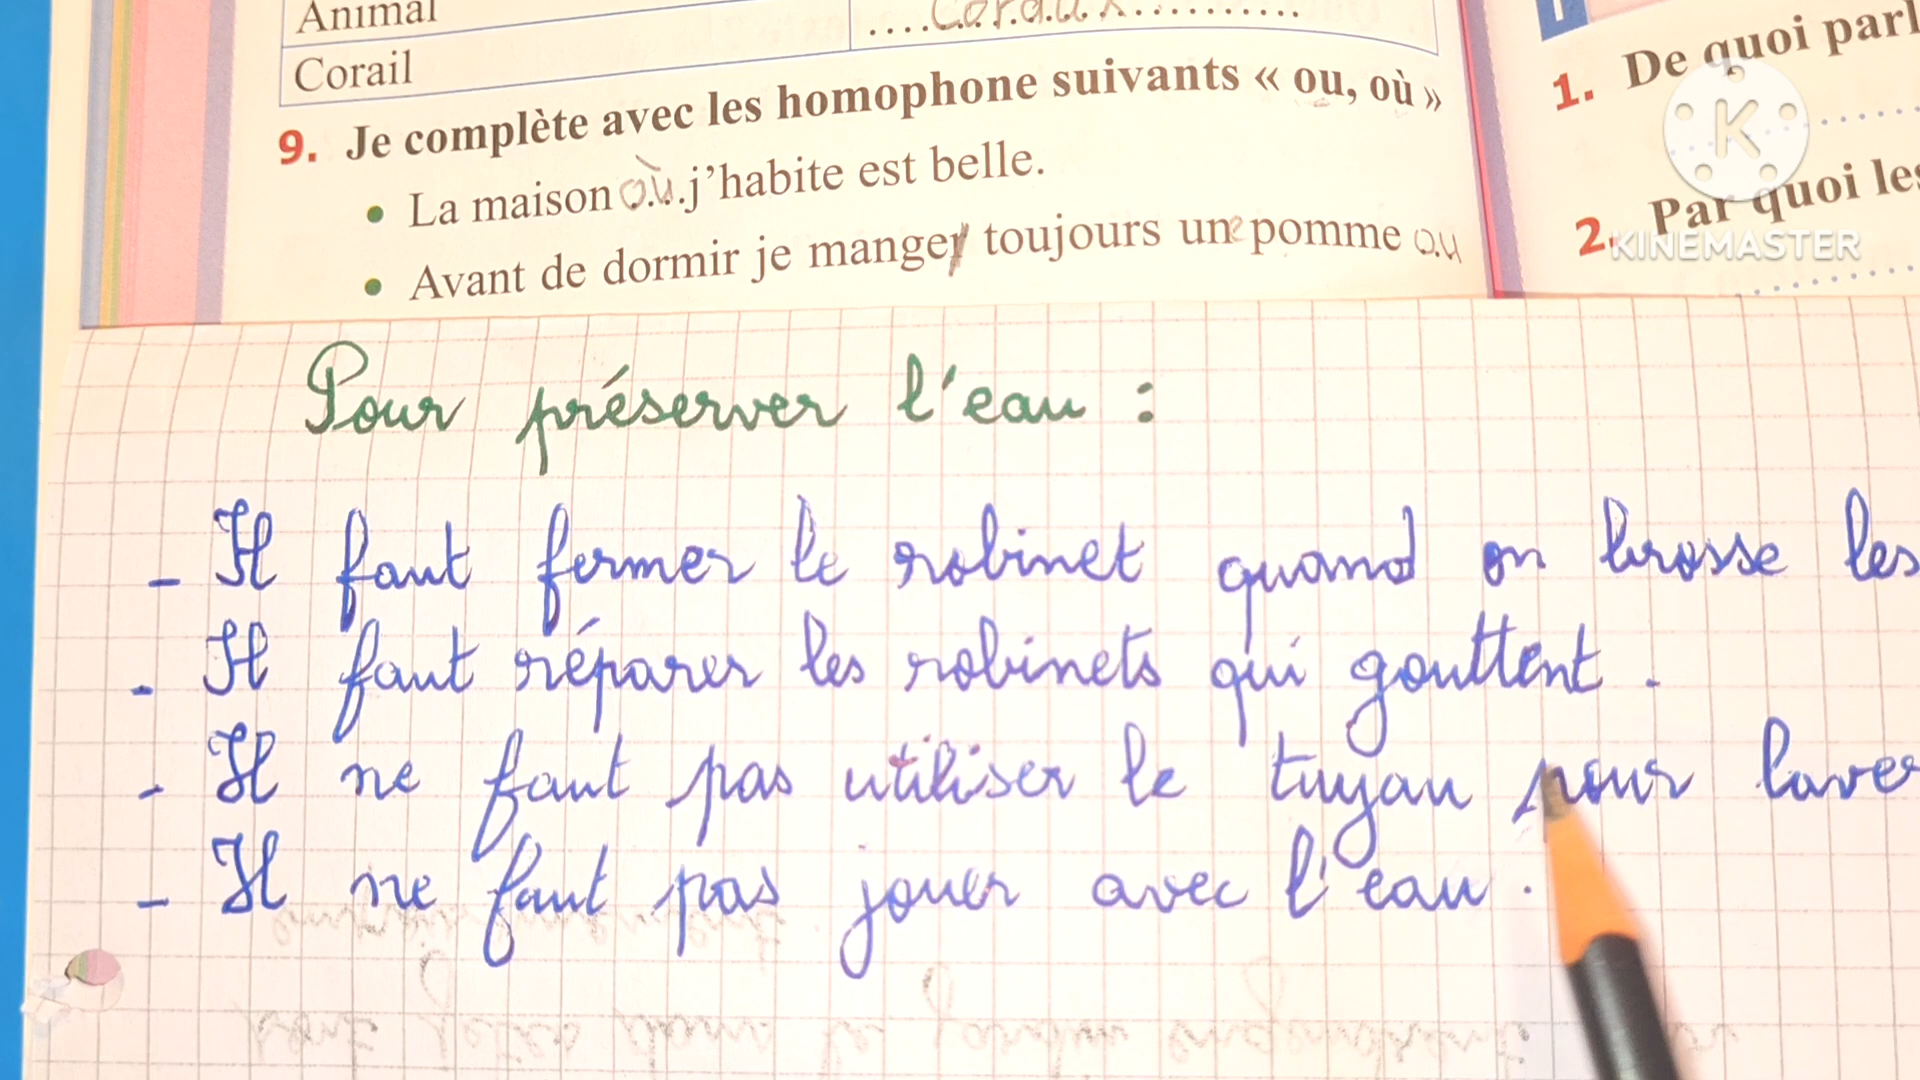 Animal
....coraux..........
Corail
9. Je complète avec les homophone suivants « ou, où »
• La maison où j'habite est belle.
• Avant de dormir je manger toujours une pomme ou
1. De quoi parl
2. Par quoi les
K
KINEMASTER
Pour préserver l'eau :
- Il faut fermer le robinet quand on brosse les
- Il faut réparer les robinets qui gouttent.
- Il ne faut pas utiliser le tuyau pour laver
- Il ne faut pas jouer avec l'eau.